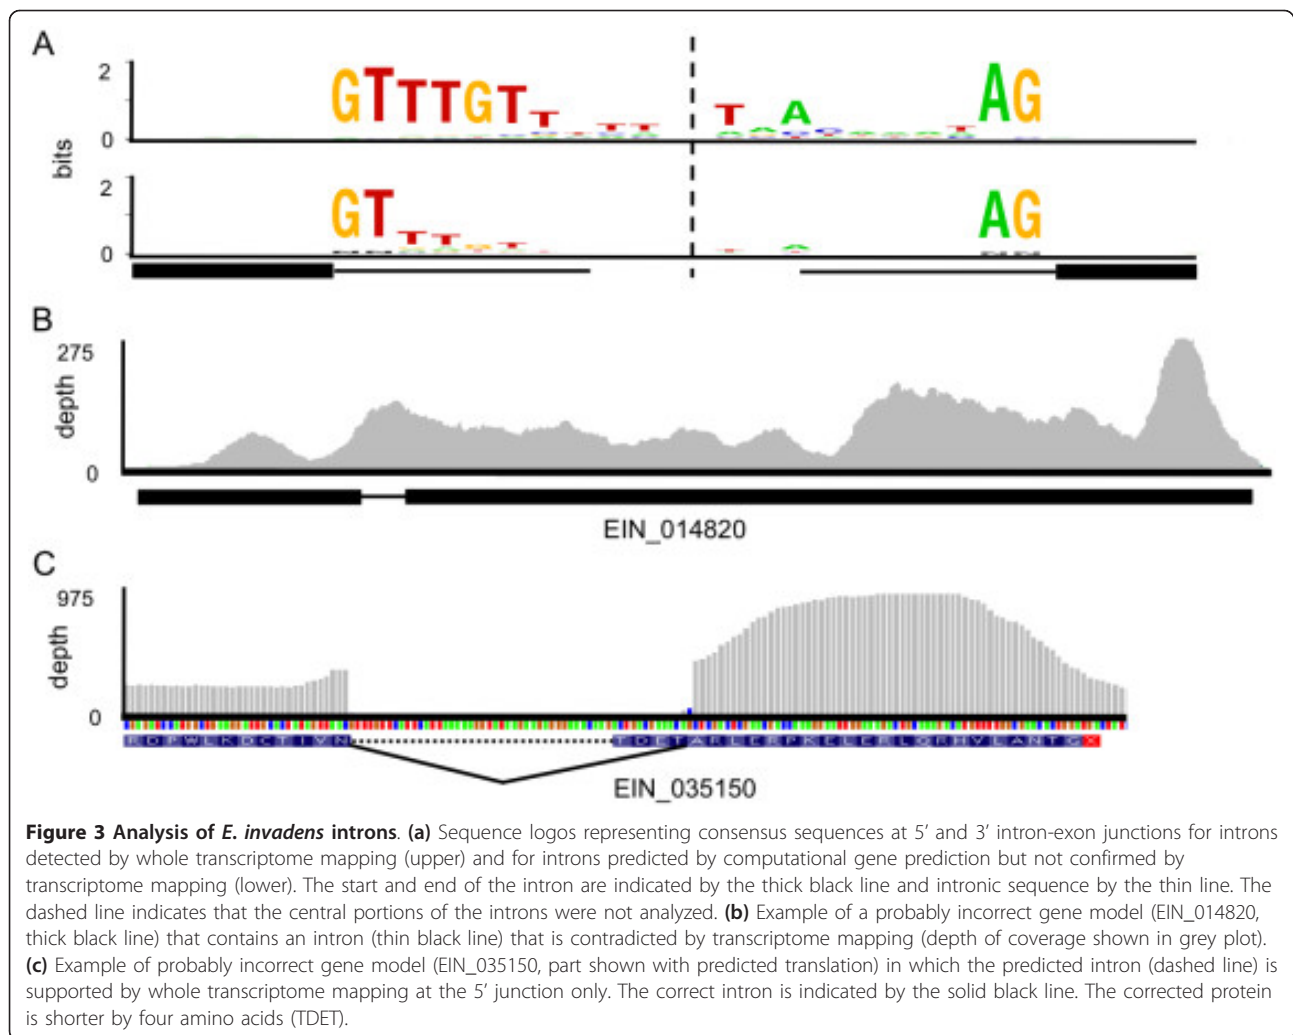 A
2
GTTTGTT TT T A T AG
0
bits
2
GTTTGT A AG
0
B
275
depth
0
EIN_014820
C
975
depth
0
RDPWLKDCTIVN TDETARLERPKELERLQRHVLANTGX
EIN_035150
Figure 3 Analysis of E. invadens introns. (a) Sequence logos representing consensus sequences at 5′ and 3′ intron-exon junctions for introns
detected by whole transcriptome mapping (upper) and for introns predicted by computational gene prediction but not confirmed by
transcriptome mapping (lower). The start and end of the intron are indicated by the thick black line and intronic sequence by the thin line. The
dashed line indicates that the central portions of the introns were not analyzed. (b) Example of a probably incorrect gene model (EIN_014820,
thick black line) that contains an intron (thin black line) that is contradicted by transcriptome mapping (depth of coverage shown in grey plot).
(c) Example of probably incorrect gene model (EIN_035150, part shown with predicted translation) in which the predicted intron (dashed line) is
supported by whole transcriptome mapping at the 5′ junction only. The correct intron is indicated by the solid black line. The corrected protein
is shorter by four amino acids (TDET).